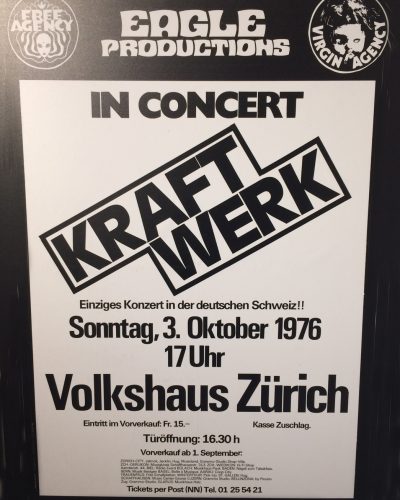 FREE AGENCY
EAGLE
PRODUCTIONS
VIRGIN AGENCY
IN CONCERT
KRAFT
WERK
Einziges Konzert in der deutschen Schweiz!!
Sonntag, 3. Oktober 1976
17 Uhr
Volkshaus Zürich
Eintritt im Vorverkauf: Fr. 15.– Kasse Zuschlag.
Türöffnung: 16.30 h
Vorverkauf ab 1. September:
Tickets per Post (NN) Tel. 01 25 54 21